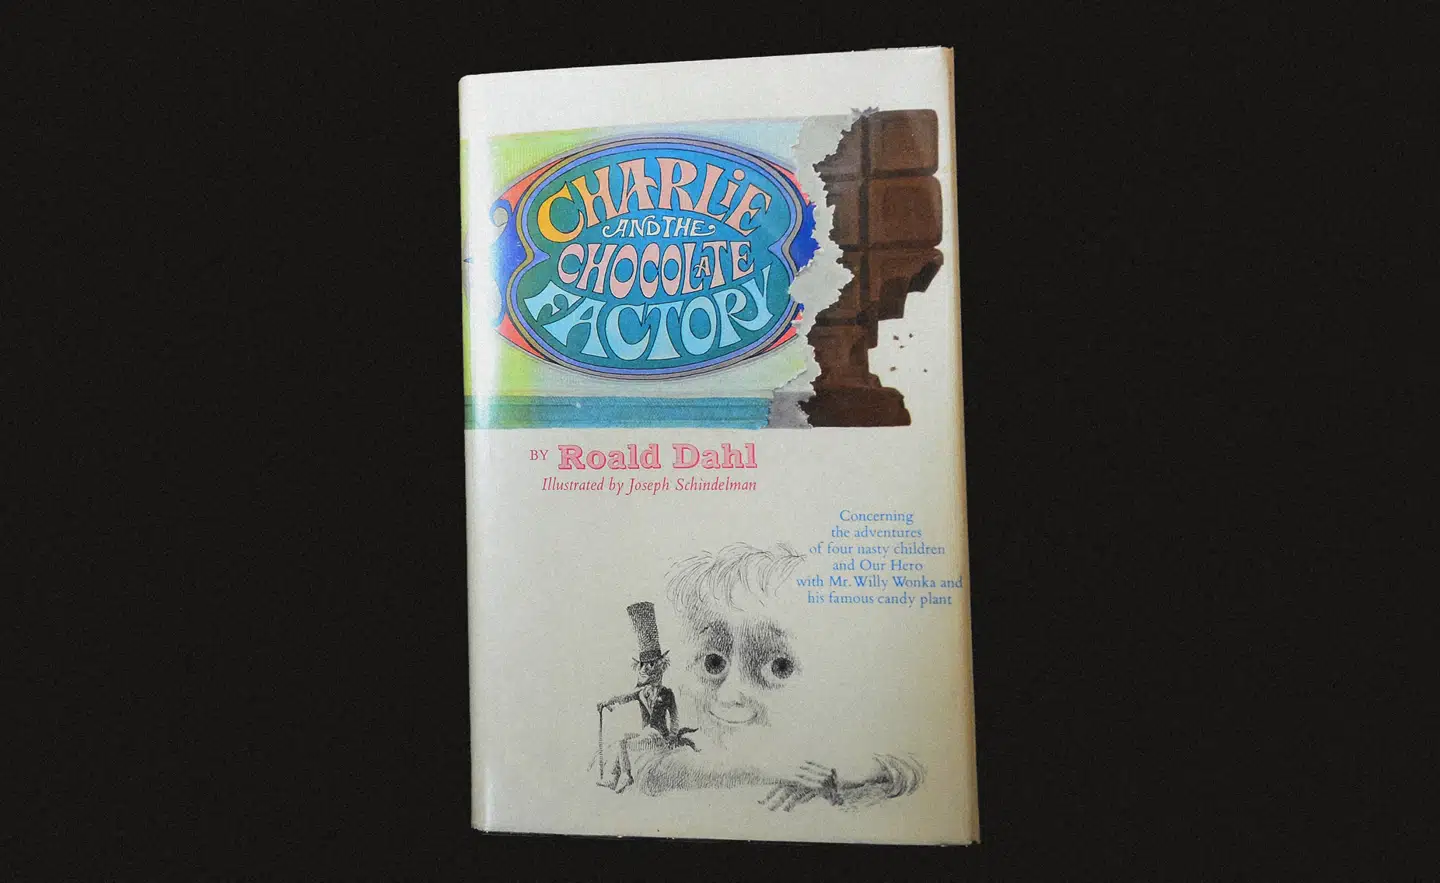 CHARLiE
AND THE
CHOCOLATE
FACTORY
BY Roald Dahl
Illustrated by Joseph Schindelman
Concerning
the adventures
of four nasty children
and Our Hero
with Mr. Willy Wonka and
his famous candy plant